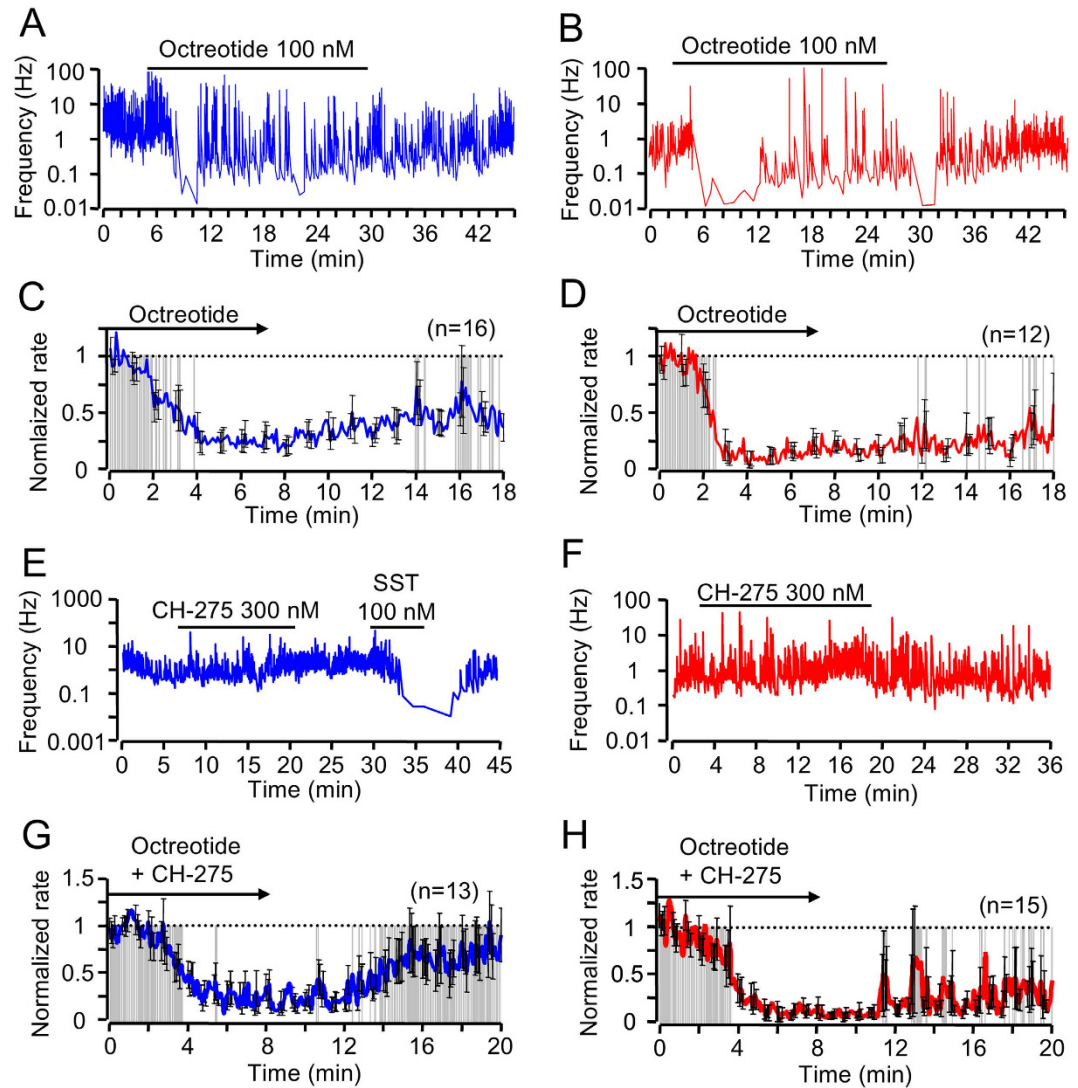 A
Octreotide 100 nM
Frequency (Hz)
100
10
1
0.1
0.01
0 6 12 18 24 30 36 42
Time (min)
B
Octreotide 100 nM
Frequency (Hz)
100
10
1
0.1
0.01
0 6 12 18 24 30 36 42
Time (min)
C
Octreotide
(n=16)
Nomlaized rate
1
0.5
0
0 2 4 6 8 10 12 14 16 18
Time (min)
D
Octreotide
(n=12)
Normalized rate
1
0.5
0
0 2 4 6 8 10 12 14 16 18
Time (min)
E
SST
CH-275 300 nM 100 nM
Frequency (Hz)
1000
10
0.1
0.001
0 5 10 15 20 25 30 35 40 45
Time (min)
F
CH-275 300 nM
Frequency (Hz)
100
10
1
0.1
0.01
0 4 8 12 16 20 24 28 32 36
Time (min)
G
Octreotide
+ CH-275
(n=13)
Normalized rate
1.5
1
0.5
0
0 4 8 12 16 20
Time (min)
H
Octreotide
+ CH-275
(n=15)
Normalized rate
1.5
1
0.5
0
0 4 8 12 16 20
Time (min)